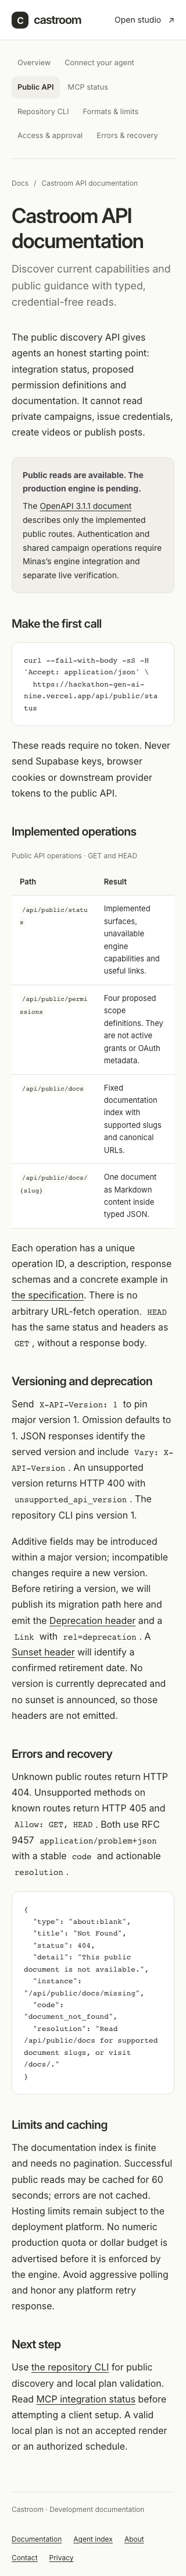 C castroom Open studio ↗
Overview Connect your agent
Public API MCP status
Repository CLI Formats & limits
Access & approval Errors & recovery
Docs / Castroom API documentation
Castroom API
documentation
Discover current capabilities and
public guidance with typed,
credential-free reads.
The public discovery API gives
agents an honest starting point:
integration status, proposed
permission definitions and
documentation. It cannot read
private campaigns, issue credentials,
create videos or publish posts.
Public reads are available. The
production engine is pending.
The OpenAPI 3.1.1 document
describes only the implemented
public routes. Authentication and
shared campaign operations require
Minas's engine integration and
separate live verification.
Make the first call
curl --fail-with-body -sS -H
'Accept: application/json' \
https://hackathon-gen-ai-
nine.vercel.app/api/public/sta
tus
These reads require no token. Never
send Supabase keys, browser
cookies or downstream provider
tokens to the public API.
Implemented operations
Public API operations · GET and HEAD
Path Result
/api/public/statu
s
Implemented
surfaces,
unavailable
engine
capabilities and
useful links.
/api/public/permi
ssions
Four proposed
scope
definitions. They
are not active
grants or OAuth
metadata.
/api/public/docs
Fixed
documentation
index with
supported slugs
and canonical
URLs.
/api/public/docs/
{slug}
One document
as Markdown
content inside
typed JSON.
Each operation has a unique
operation ID, a description, response
schemas and a concrete example in
the specification. There is no
arbitrary URL-fetch operation. HEAD
has the same status and headers as
GET , without a response body.
Versioning and deprecation
Send X-API-Version: 1 to pin
major version 1. Omission defaults to
1. JSON responses identify the
served version and include Vary: X-
API-Version . An unsupported
version returns HTTP 400 with
unsupported_api_version . The
repository CLI pins version 1.
Additive fields may be introduced
within a major version; incompatible
changes require a new version.
Before retiring a version, we will
publish its migration path here and
emit the Deprecation header and a
Link with rel=deprecation . A
Sunset header will identify a
confirmed retirement date. No
version is currently deprecated and
no sunset is announced, so those
headers are not emitted.
Errors and recovery
Unknown public routes return HTTP
404. Unsupported methods on
known routes return HTTP 405 and
Allow: GET, HEAD . Both use RFC
9457 application/problem+json
with a stable code and actionable
resolution .
{
"type": "about:blank",
"title": "Not Found",
"status": 404,
"detail": "This public
document is not available.",
"instance":
"/api/public/docs/missing",
"code":
"document_not_found",
"resolution": "Read
/api/public/docs for supported
document slugs, or visit
/docs/."
}
Limits and caching
The documentation index is finite
and needs no pagination. Successful
public reads may be cached for 60
seconds; errors are not cached.
Hosting limits remain subject to the
deployment platform. No numeric
production quota or dollar budget is
advertised before it is enforced by
the engine. Avoid aggressive polling
and honor any platform retry
response.
Next step
Use the repository CLI for public
discovery and local plan validation.
Read MCP integration status before
attempting a client setup. A valid
local plan is not an accepted render
or an authorized schedule.
Castroom · Development documentation
Documentation Agent index About
Contact Privacy